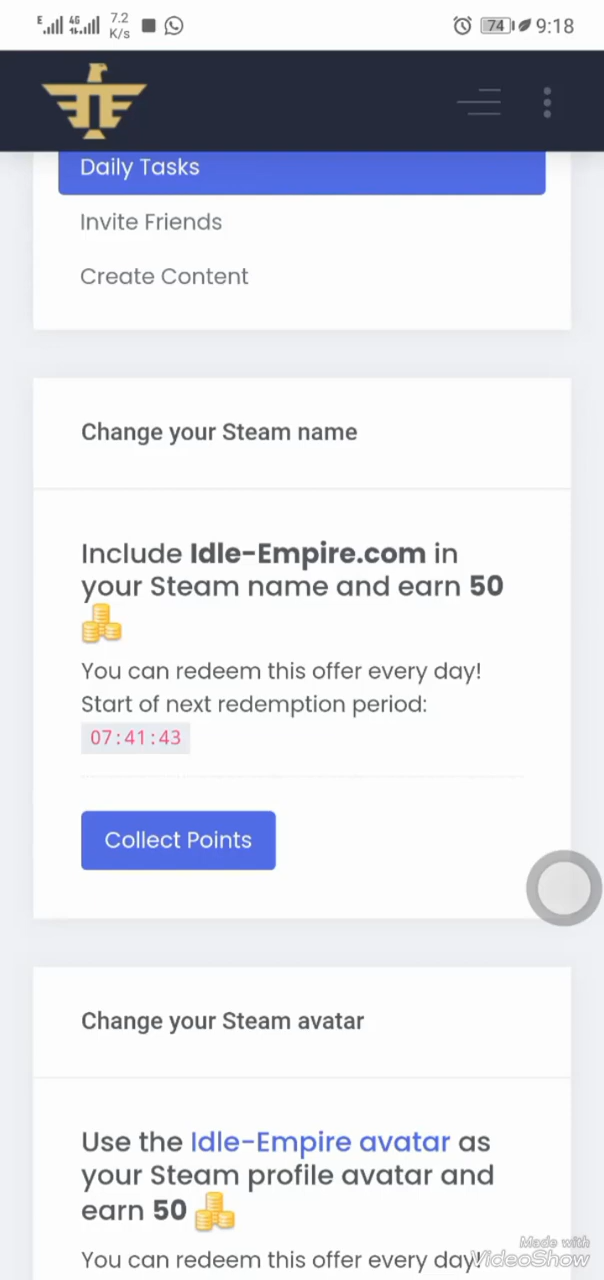 E 4G 7.2 K/s 74 9:18
Daily Tasks
Invite Friends
Create Content
Change your Steam name
Include Idle-Empire.com in
your Steam name and earn 50
You can redeem this offer every day!
Start of next redemption period:
07:41:43
Collect Points
Change your Steam avatar
Use the Idle-Empire avatar as
your Steam profile avatar and
earn 50
You can redeem this offer every day!
Made with
VideoShow